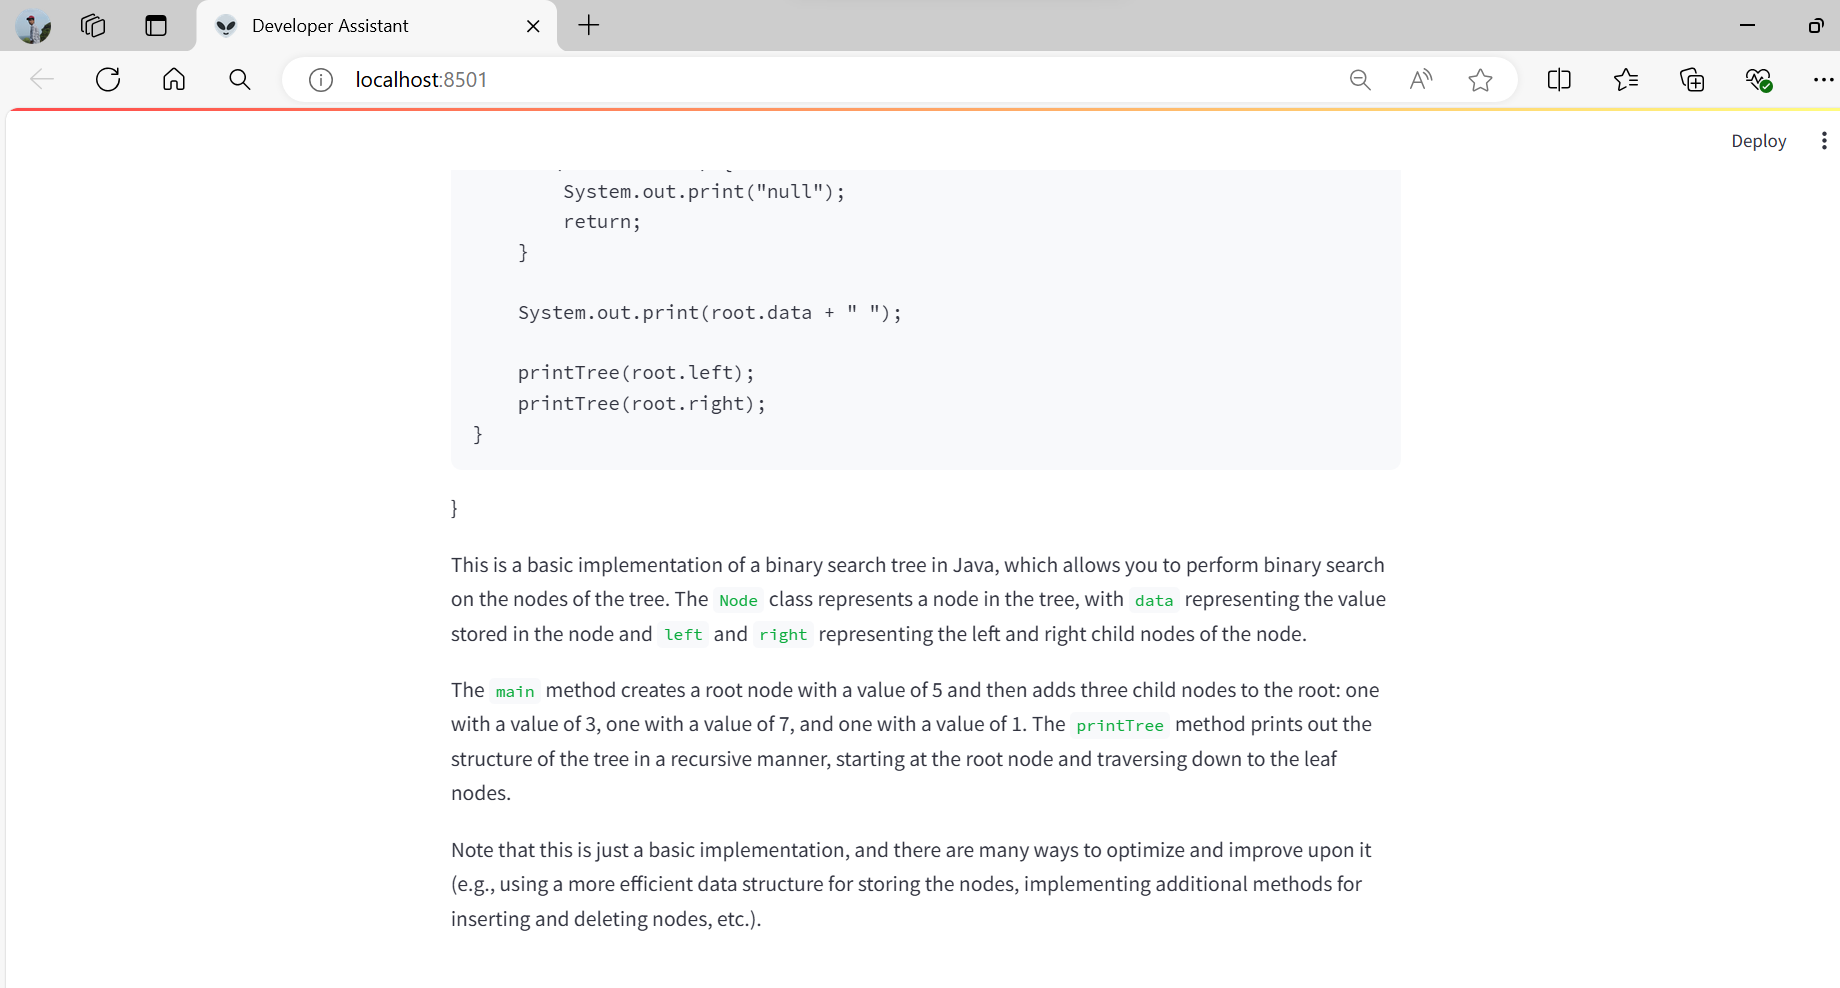 Developer Assistant
localhost:8501
Deploy
System.out.print("null");
return;
}
System.out.print(root.data + " ");
printTree(root.left);
printTree(root.right);
}
}
This is a basic implementation of a binary search tree in Java, which allows you to perform binary search
on the nodes of the tree. The Node class represents a node in the tree, with data representing the value
stored in the node and left and right representing the left and right child nodes of the node.
The main method creates a root node with a value of 5 and then adds three child nodes to the root: one
with a value of 3, one with a value of 7, and one with a value of 1. The printTree method prints out the
structure of the tree in a recursive manner, starting at the root node and traversing down to the leaf
nodes.
Note that this is just a basic implementation, and there are many ways to optimize and improve upon it
(e.g., using a more efficient data structure for storing the nodes, implementing additional methods for
inserting and deleting nodes, etc.).